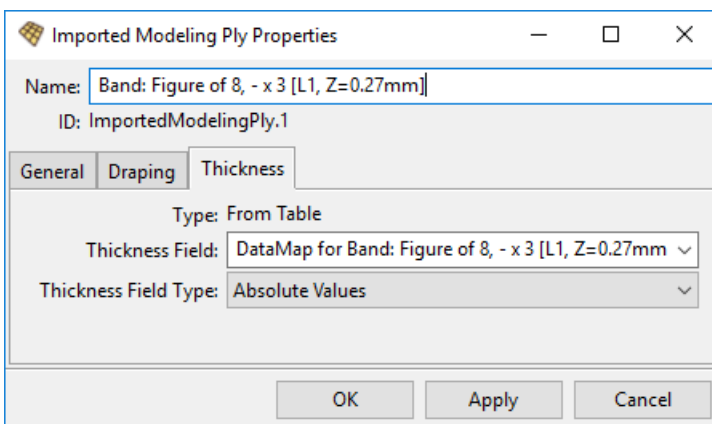 Imported Modeling Ply Properties
Name: Band: Figure of 8, - x 3 [L1, Z=0.27mm]
ID: ImportedModelingPly.1
General Draping Thickness
Type: From Table
Thickness Field: DataMap for Band: Figure of 8, - x 3 [L1, Z=0.27mm
Thickness Field Type: Absolute Values
OK Apply Cancel